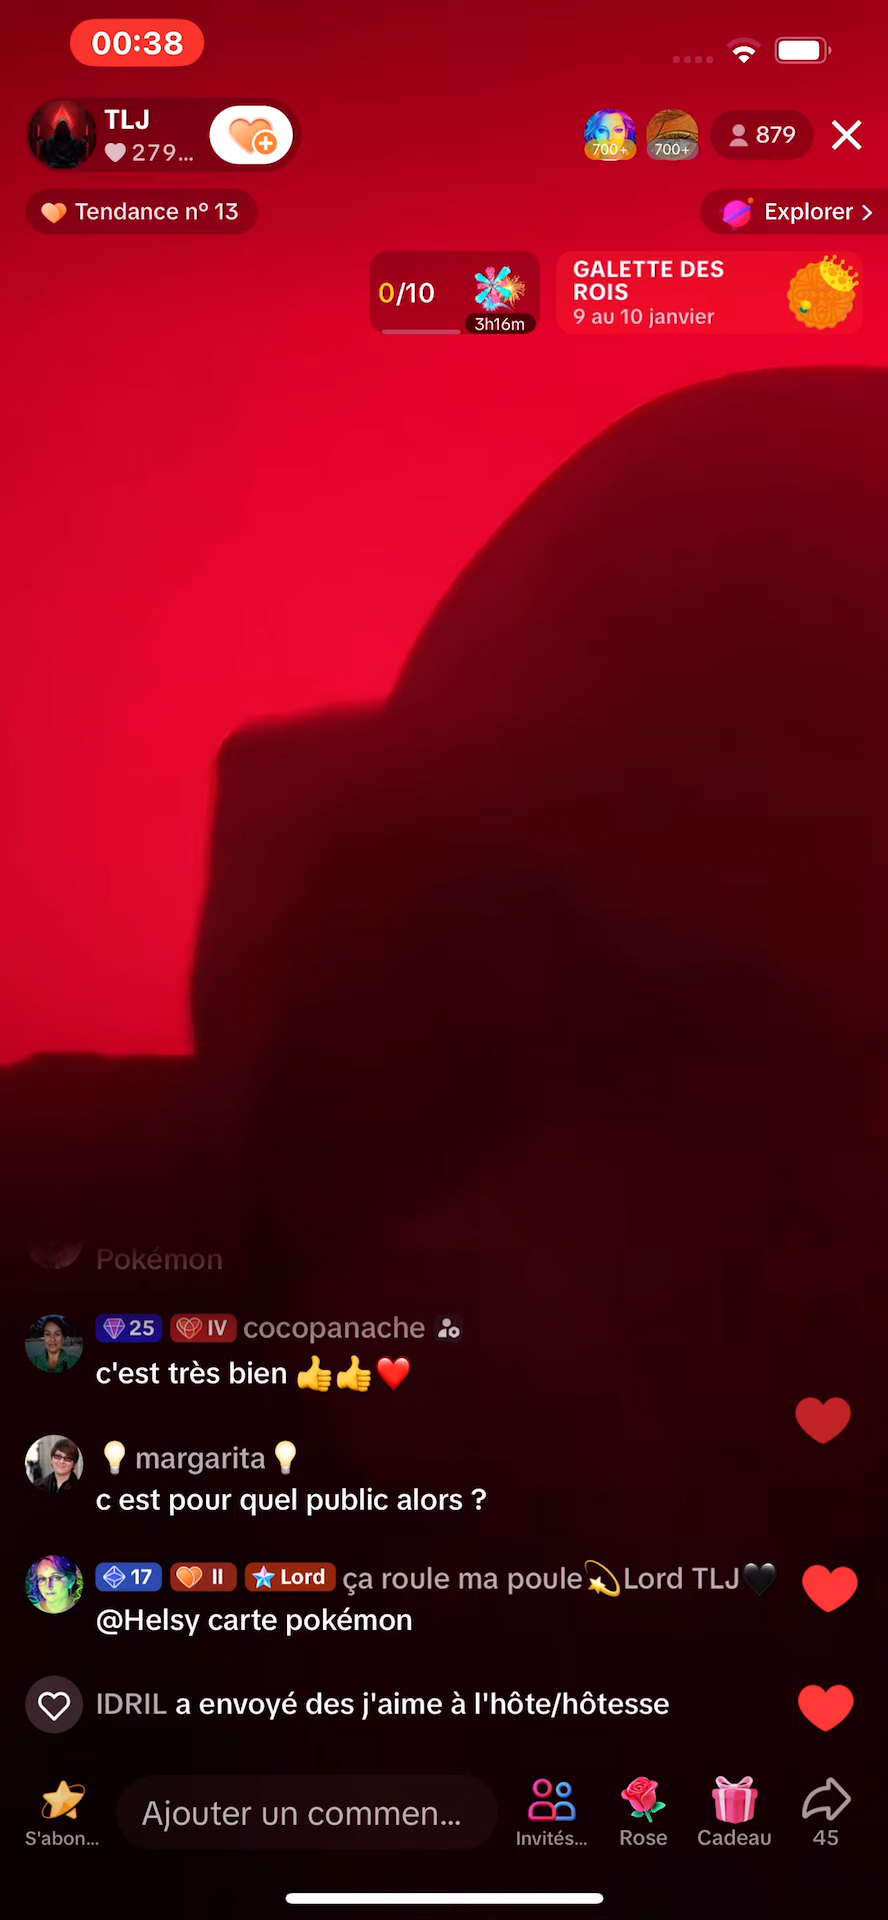 00:38
TLJ
279...
700+
700+
879
Tendance nº 13
Explorer
0/10
3h16m
GALETTE DES
ROIS
9 au 10 janvier
Pokémon
25 IV cocopanache
c'est très bien 👍👍❤️
💡 margarita 💡
c est pour quel public alors ?
17 II Lord ça roule ma poule💫Lord TLJ🖤
@Helsy carte pokémon
IDRIL a envoyé des j'aime à l'hôte/hôtesse
S'abon...
Ajouter un commen...
Invités...
Rose
Cadeau
45